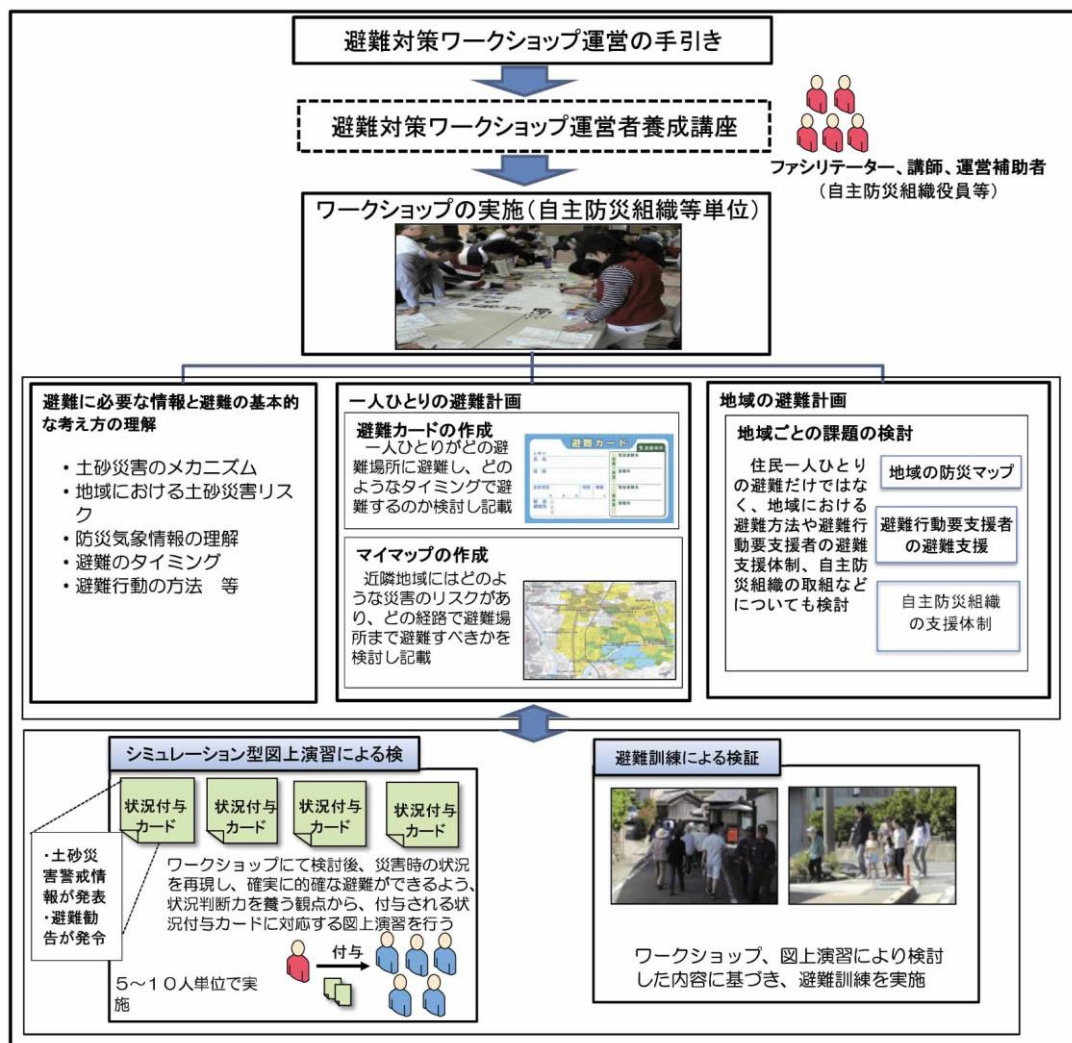 避難対策ワークショップ運営の手引き
避難対策ワークショップ運営者養成講座
ファシリテーター、講師、運営補助者
（自主防災組織役員等）
ワークショップの実施（自主防災組織等単位）
避難に必要な情報と避難の基本的
な考え方の理解
・土砂災害のメカニズム
・地域における土砂災害リス
ク
・防災気象情報の理解
・避難のタイミング
・避難行動の方法　等
一人ひとりの避難計画
避難カードの作成
一人ひとりがどの避
難場所に避難し、どの
ようなタイミングで避
難するのか検討し記載
避難カード
マイマップの作成
近隣地域にはどのよ
うな災害のリスクがあ
り、どの経路で避難場
所まで避難すべきかを
検討し記載
地域の避難計画
地域ごとの課題の検討
住民一人ひとり
の避難だけではな
く、地域における
避難方法や避難行
動要支援者の避難
支援体制、自主防
災組織の取組など
についても検討
地域の防災マップ
避難行動要支援者
の避難支援
自主防災組織
の支援体制
シミュレーション型図上演習による検
状況付与
カード
状況付与
カード
状況付与
カード
状況付与
カード
・土砂災
害警戒情
報が発表
・避難勧
告が発令
ワークショップにて検討後、災害時の状況
を再現し、確実に的確な避難ができるよう、
状況判断力を養う観点から、付与される状
況付与カードに対応する図上演習を行う
付与
５～１０人単位で実
施
避難訓練による検証
ワークショップ、図上演習により検討
した内容に基づき、避難訓練を実施